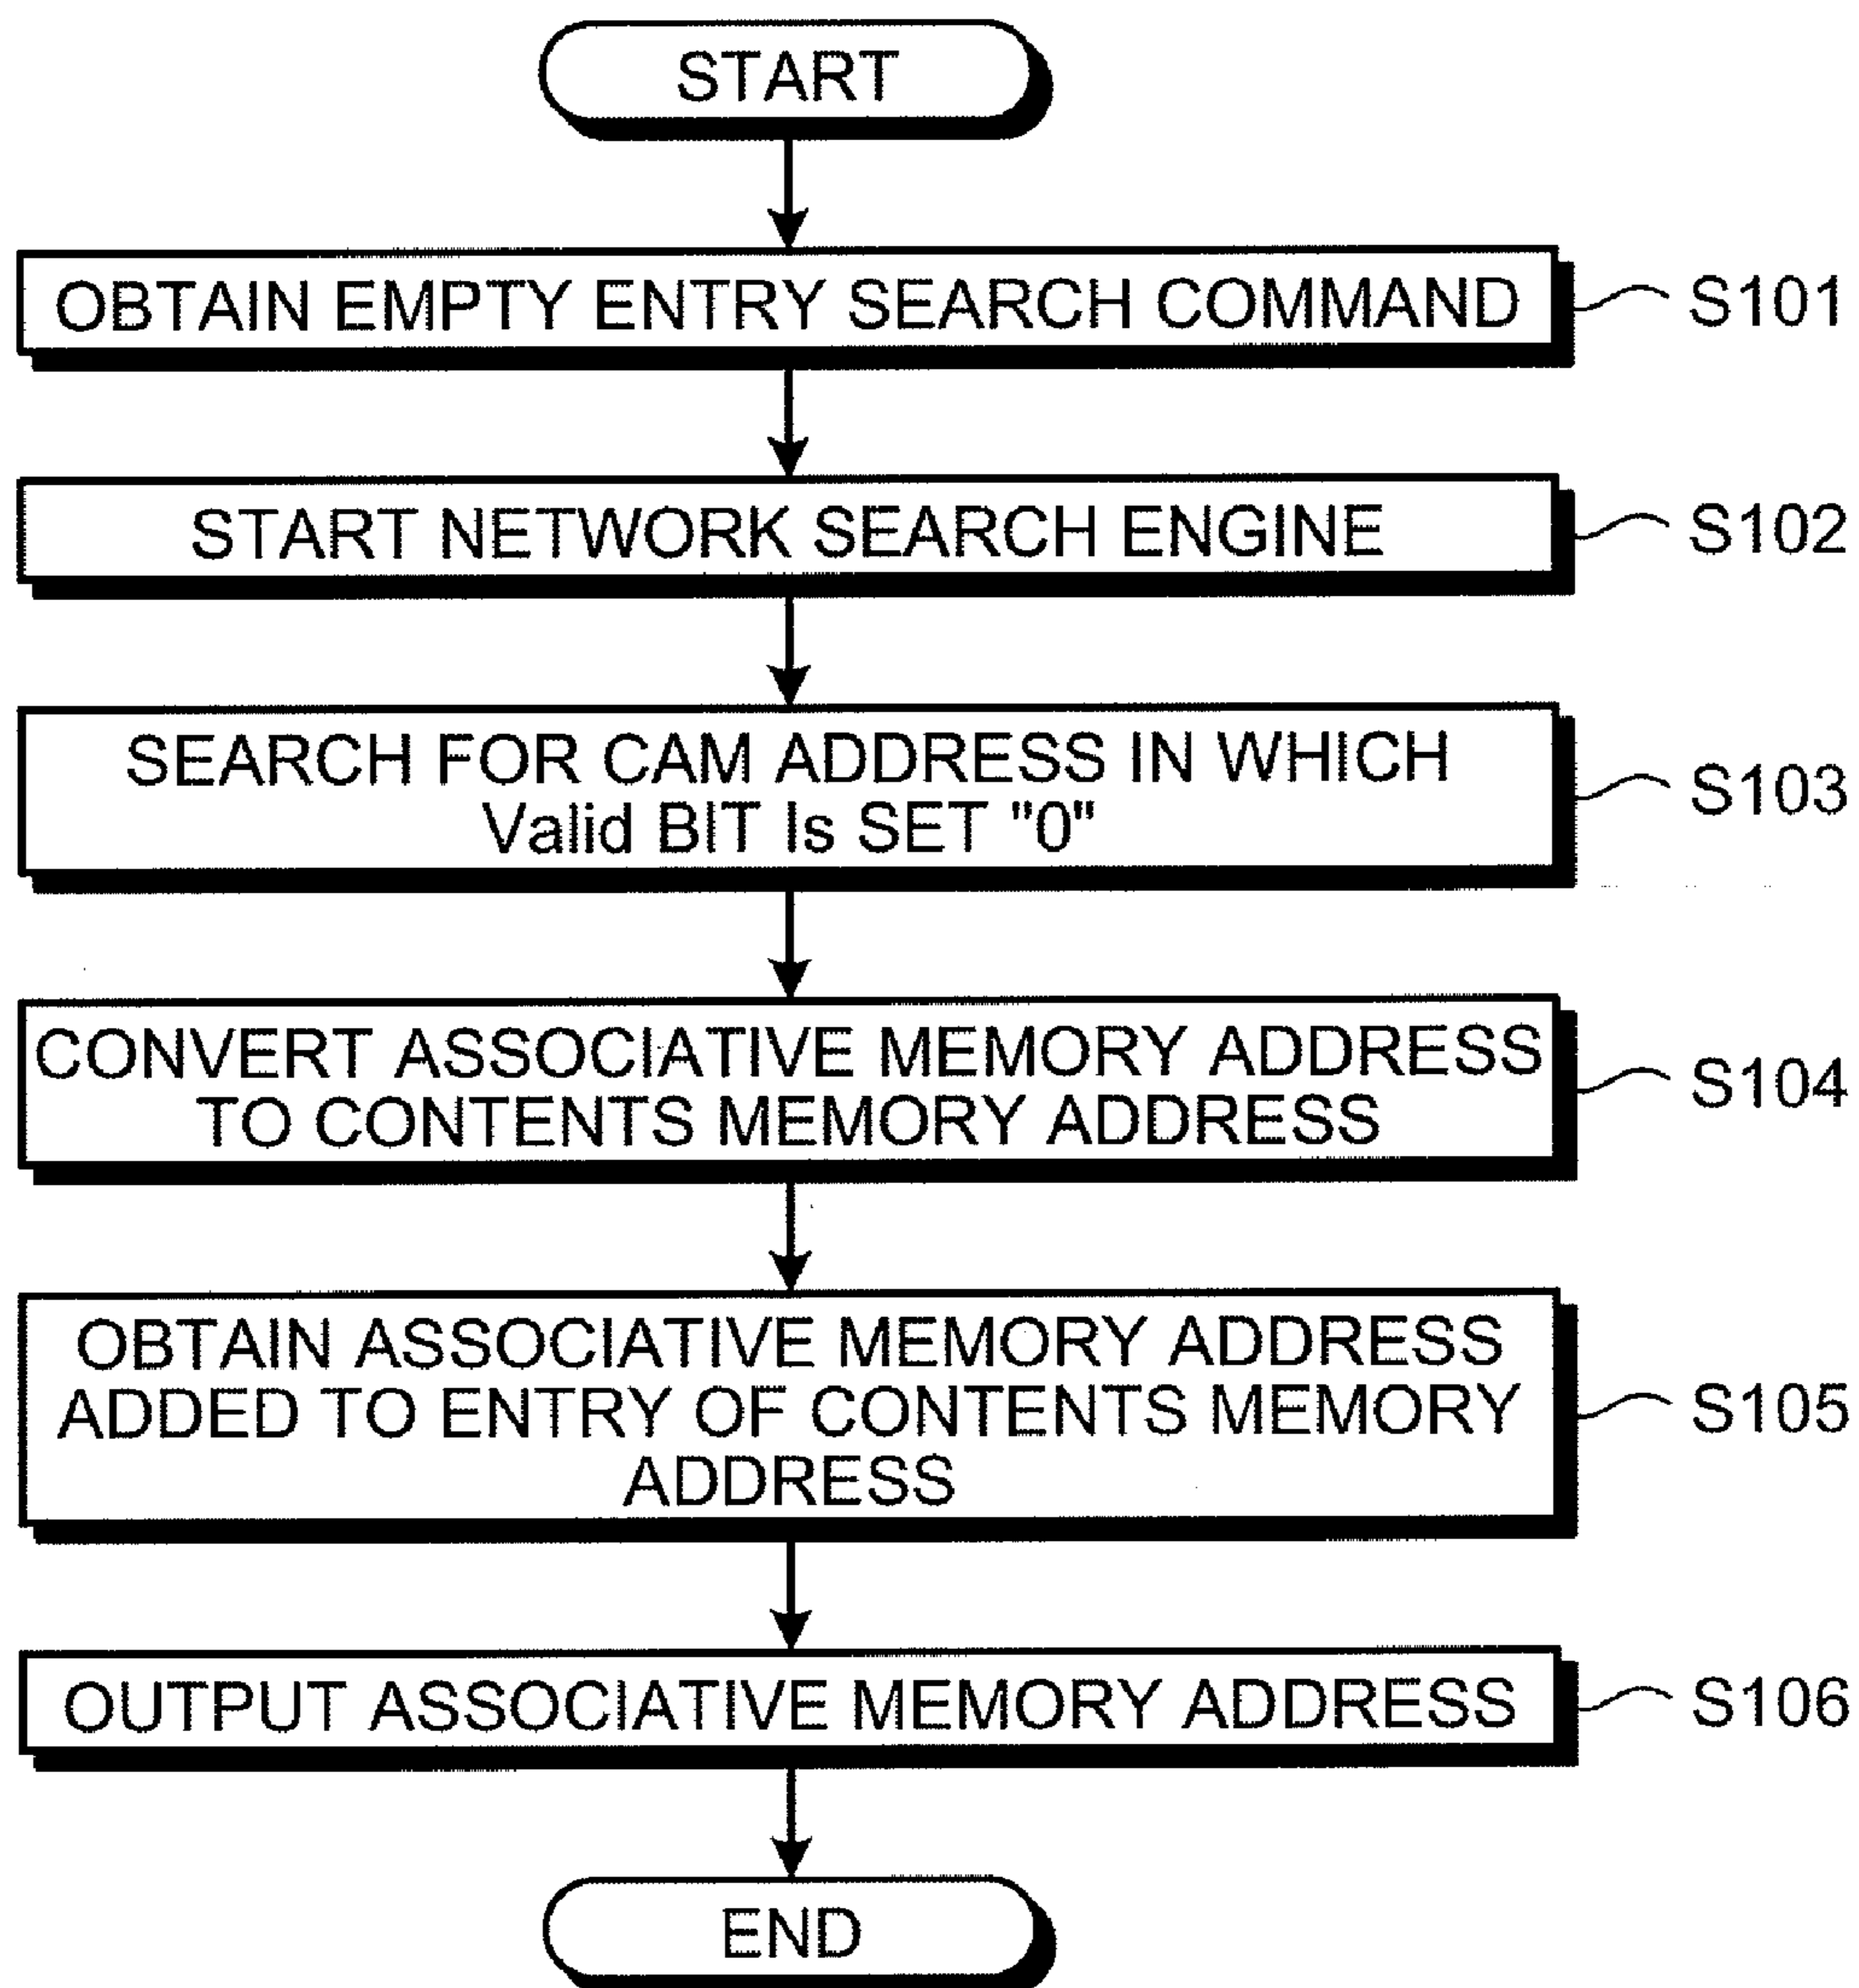 START
OBTAIN EMPTY ENTRY SEARCH COMMAND
S101
START NETWORK SEARCH ENGINE
S102
SEARCH FOR CAM ADDRESS IN WHICH
Valid BIT Is SET "0"
S103
CONVERT ASSOCIATIVE MEMORY ADDRESS
TO CONTENTS MEMORY ADDRESS
S104
OBTAIN ASSOCIATIVE MEMORY ADDRESS
ADDED TO ENTRY OF CONTENTS MEMORY
ADDRESS
S105
OUTPUT ASSOCIATIVE MEMORY ADDRESS
S106
END